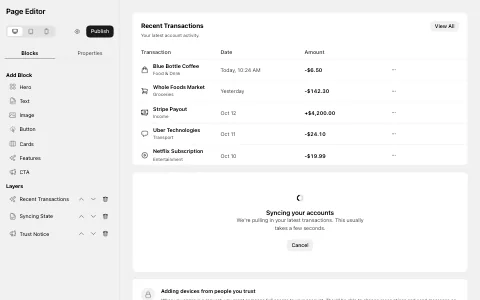 Page Editor
Publish
Blocks
Properties
Add Block
Hero
Text
Image
Button
Cards
Features
CTA
Layers
Recent Transactions
Syncing State
Trust Notice
Recent Transactions
Your latest account activity.
View All
Transaction Date Amount
Blue Bottle Coffee
Food & Drink
Today, 10:24 AM
-$6.50
Whole Foods Market
Groceries
Yesterday
-$142.30
Stripe Payout
Income
Oct 12
+$4,200.00
Uber Technologies
Transport
Oct 11
-$24.10
Netflix Subscription
Entertainment
Oct 10
-$19.99
Syncing your accounts
We're pulling in your latest transactions. This usually
takes a few seconds.
Cancel
Adding devices from people you trust